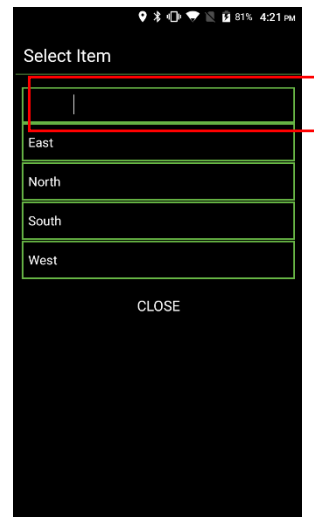 81% 4:21 PM
Select Item
East
North
South
West
CLOSE